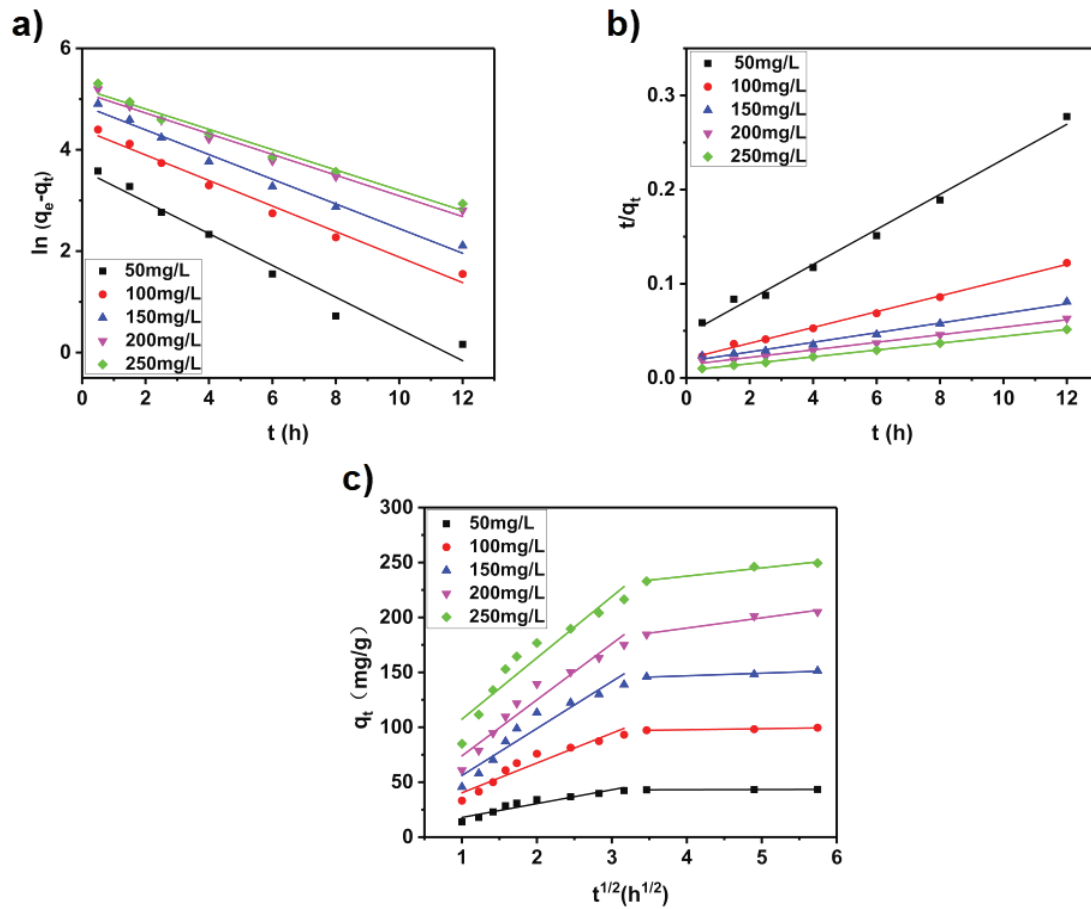 a)
6
4
2
0
ln (qe-qt)
50mg/L
100mg/L
150mg/L
200mg/L
250mg/L
0 2 4 6 8 10 12
t (h)
b)
0.3
0.2
0.1
0.0
t/qt
50mg/L
100mg/L
150mg/L
200mg/L
250mg/L
0 2 4 6 8 10 12
t (h)
c)
300
250
200
150
100
50
0
qt（mg/g）
50mg/L
100mg/L
150mg/L
200mg/L
250mg/L
1 2 3 4 5 6
t1/2(h1/2)